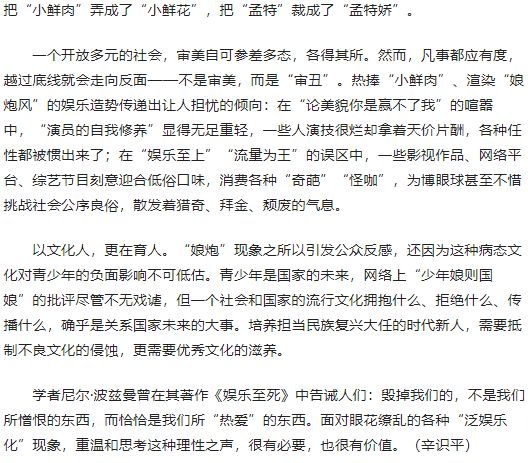 把“小鲜肉”弄成了“小鲜花”，把“孟特”裁成了“孟特娇”。
一个开放多元的社会，审美自可参差多态，各得其所。然而，凡事都应有度，
越过底线就会走向反面——不是审美，而是“审丑”。热捧“小鲜肉”、渲染“娘
炮风”的娱乐造势传递出让人担忧的倾向：在“论美貌你是赢不了我”的喧嚣
中，“演员的自我修养”显得无足重轻，一些人演技很烂却拿着天价片酬，各种任
性都被惯出来了；在“娱乐至上”“流量为王”的误区中，一些影视作品、网络平
台、综艺节目刻意迎合低俗口味，消费各种“奇葩”“怪咖”，为博眼球甚至不惜
挑战社会公序良俗，散发着猎奇、拜金、颓废的气息。
以文化人，更在育人。“娘炮”现象之所以引发公众反感，还因为这种病态文
化对青少年的负面影响不可低估。青少年是国家的未来，网络上“少年娘则国
娘”的批评尽管不无戏谑，但一个社会和国家的流行文化拥抱什么、拒绝什么、传
播什么，确乎是关系国家未来的大事。培养担当民族复兴大任的时代新人，需要抵
制不良文化的侵蚀，更需要优秀文化的滋养。
学者尼尔·波兹曼曾在其著作《娱乐至死》中告诫人们：毁掉我们的，不是我们
所憎恨的东西，而恰恰是我们所“热爱”的东西。面对眼花缭乱的各种“泛娱乐
化”现象，重温和思考这种理性之声，很有必要，也很有价值。（辛识平）